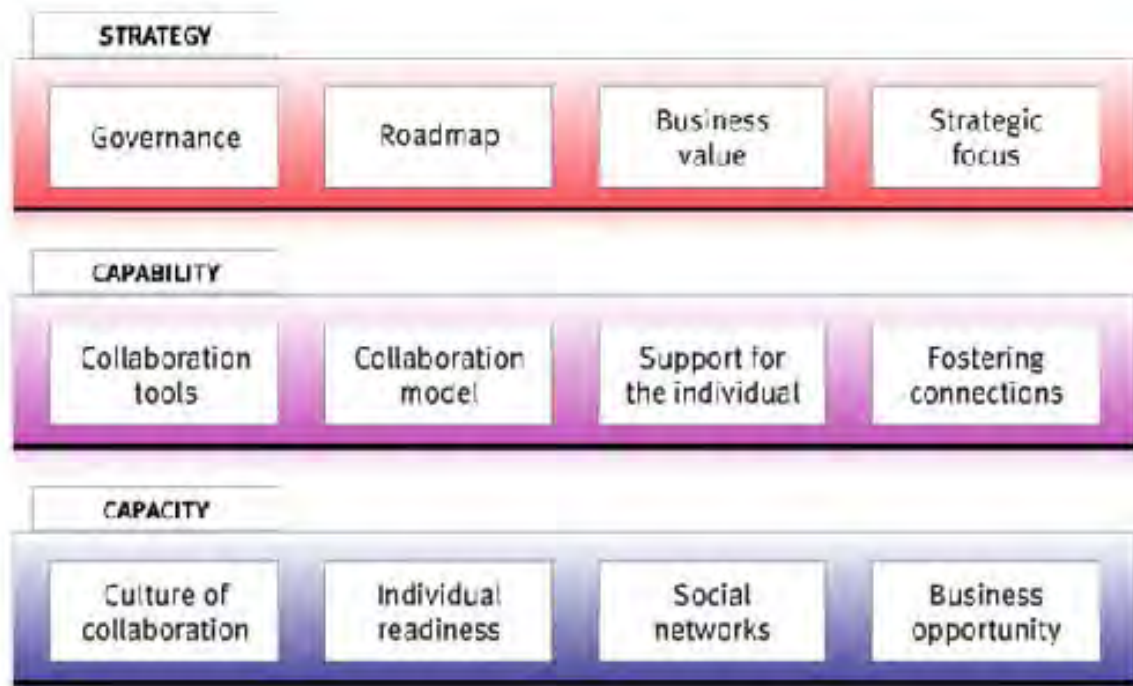 STRATEGY
Governance
Roadmap
Business
value
Strategic
focus
CAPABILITY
Collaboration
tools
Collaboration
model
Support for
the individual
Fostering
connections
CAPACITY
Culture of
collaboration
Individual
readiness
Social
networks
Business
opportunity